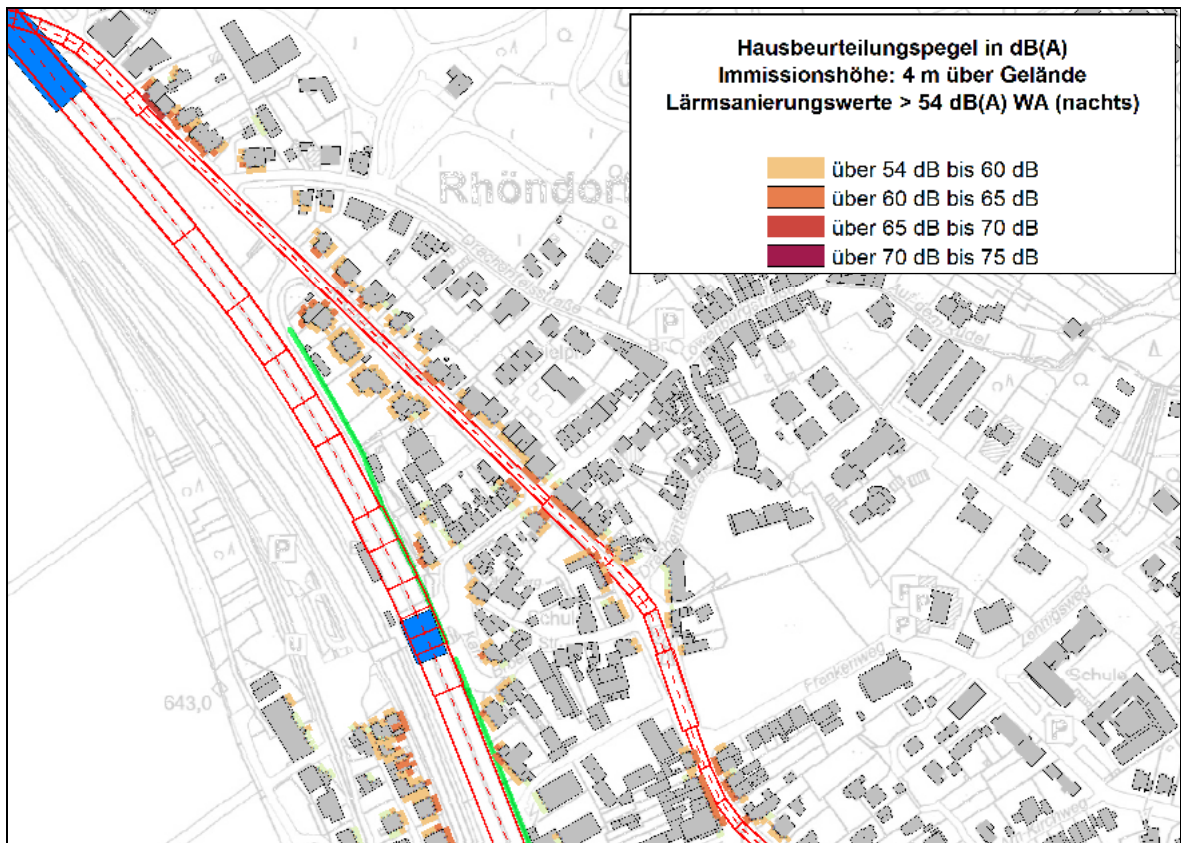 Hausbeurteilungspegel in dB(A)
Immissionshöhe: 4 m über Gelände
Lärmsanierungswerte > 54 dB(A) WA (nachts)
über 54 dB bis 60 dB
über 60 dB bis 65 dB
über 65 dB bis 70 dB
über 70 dB bis 75 dB
Rhöndorf
P
P
P
P
Schule
Frankenweg
Schule
P
643,0